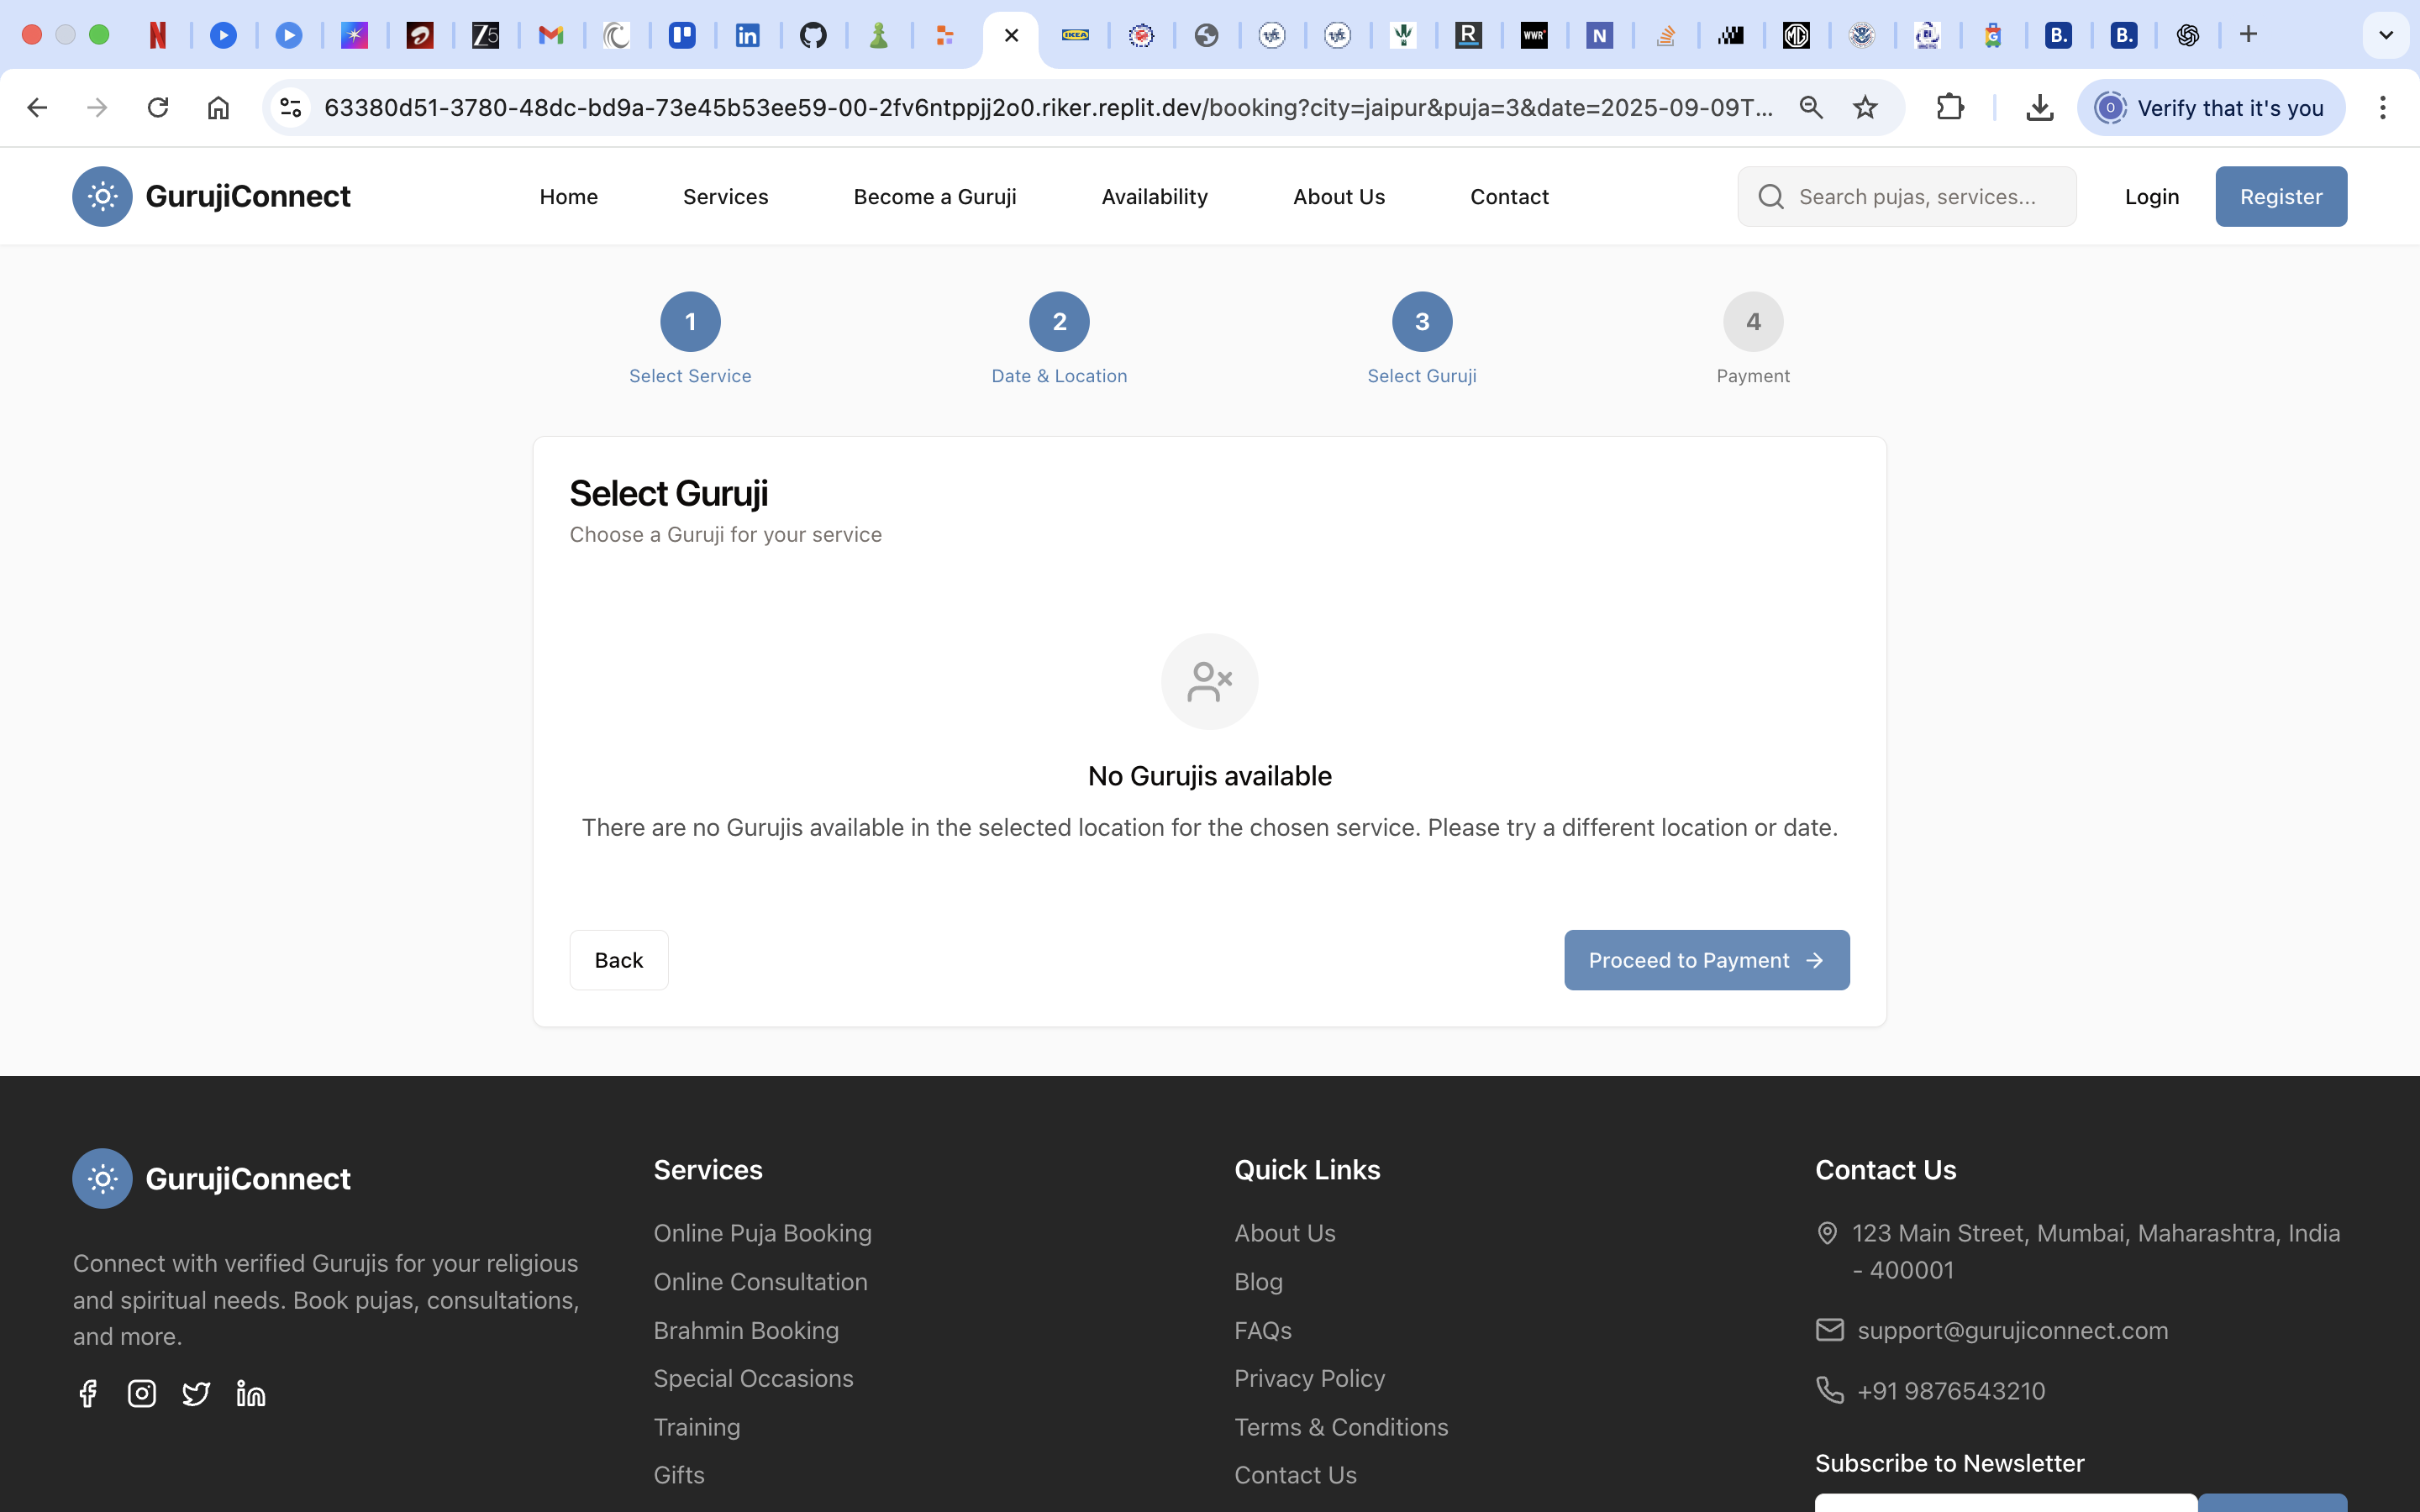 63380d51-3780-48dc-bd9a-73e45b53ee59-00-2fv6ntppjj2o0.riker.replit.dev/booking?city=jaipur&puja=3&date=2025-09-09T...
Verify that it's you
GurujiConnect
Home
Services
Become a Guruji
Availability
About Us
Contact
Search pujas, services...
Login
Register
1
2
3
4
Select Service
Date & Location
Select Guruji
Payment
Select Guruji
Choose a Guruji for your service
No Gurujis available
There are no Gurujis available in the selected location for the chosen service. Please try a different location or date.
Back
Proceed to Payment
GurujiConnect
Connect with verified Gurujis for your religious
and spiritual needs. Book pujas, consultations,
and more.
Services
Online Puja Booking
Online Consultation
Brahmin Booking
Special Occasions
Training
Gifts
Quick Links
About Us
Blog
FAQs
Privacy Policy
Terms & Conditions
Contact Us
Contact Us
123 Main Street, Mumbai, Maharashtra, India
- 400001
support@gurujiconnect.com
+91 9876543210
Subscribe to Newsletter